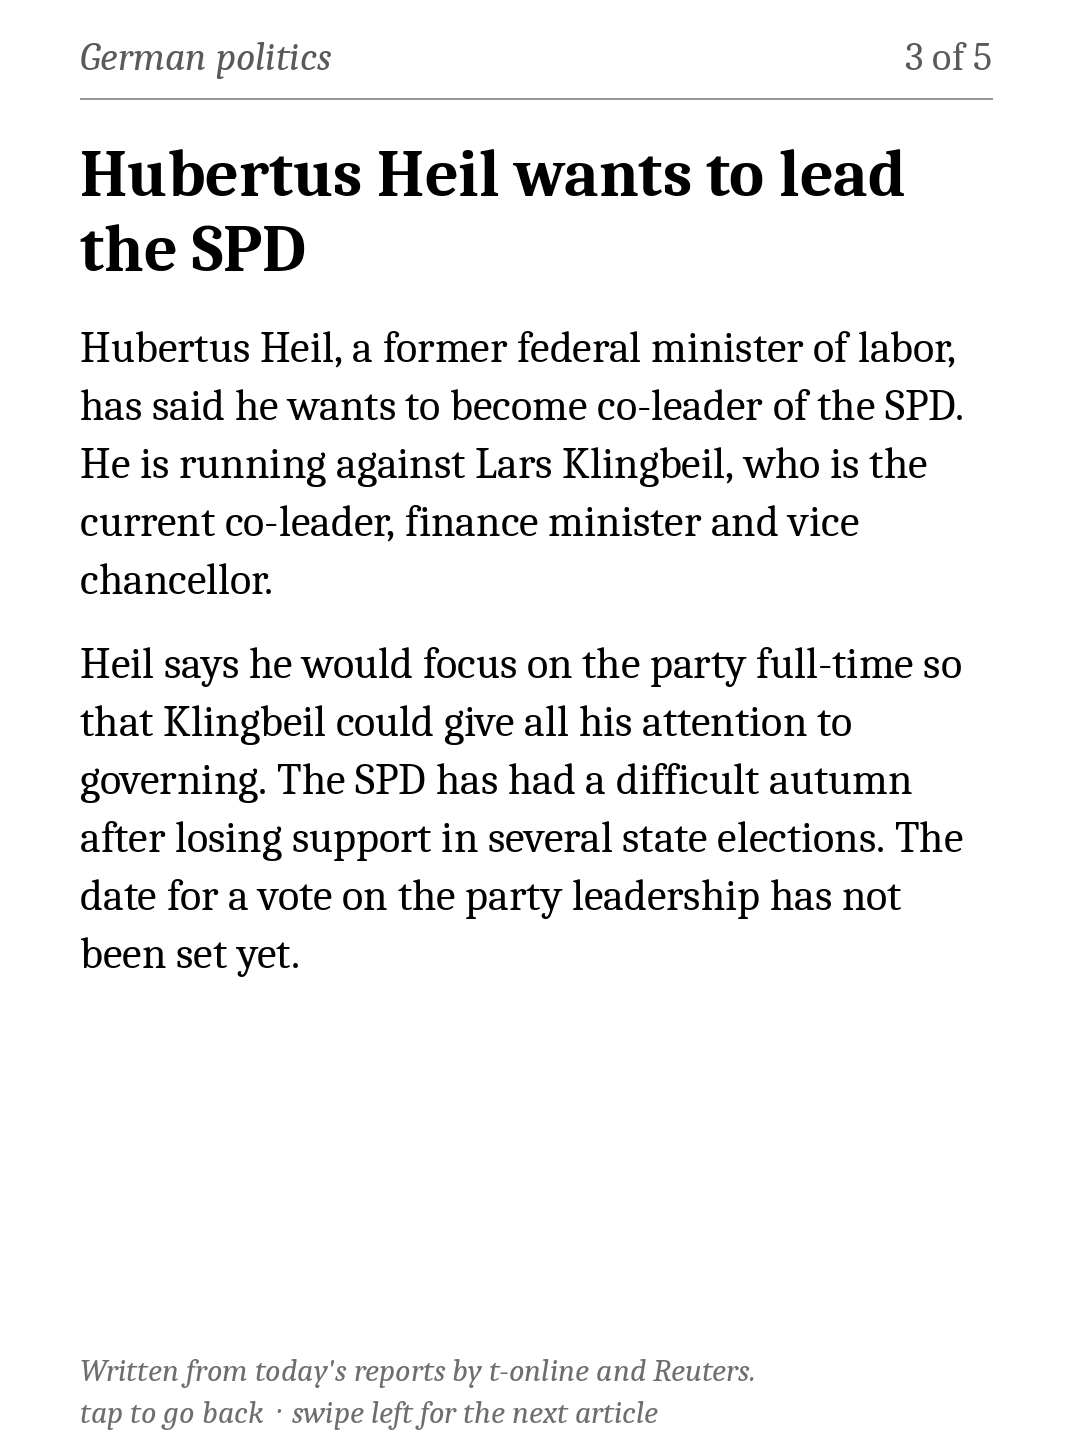 German politics
3 of 5
Hubertus Heil wants to lead
the SPD
Hubertus Heil, a former federal minister of labor,
has said he wants to become co-leader of the SPD.
He is running against Lars Klingbeil, who is the
current co-leader, finance minister and vice
chancellor.
Heil says he would focus on the party full-time so
that Klingbeil could give all his attention to
governing. The SPD has had a difficult autumn
after losing support in several state elections. The
date for a vote on the party leadership has not
been set yet.
Written from today's reports by t-online and Reuters.
tap to go back · swipe left for the next article